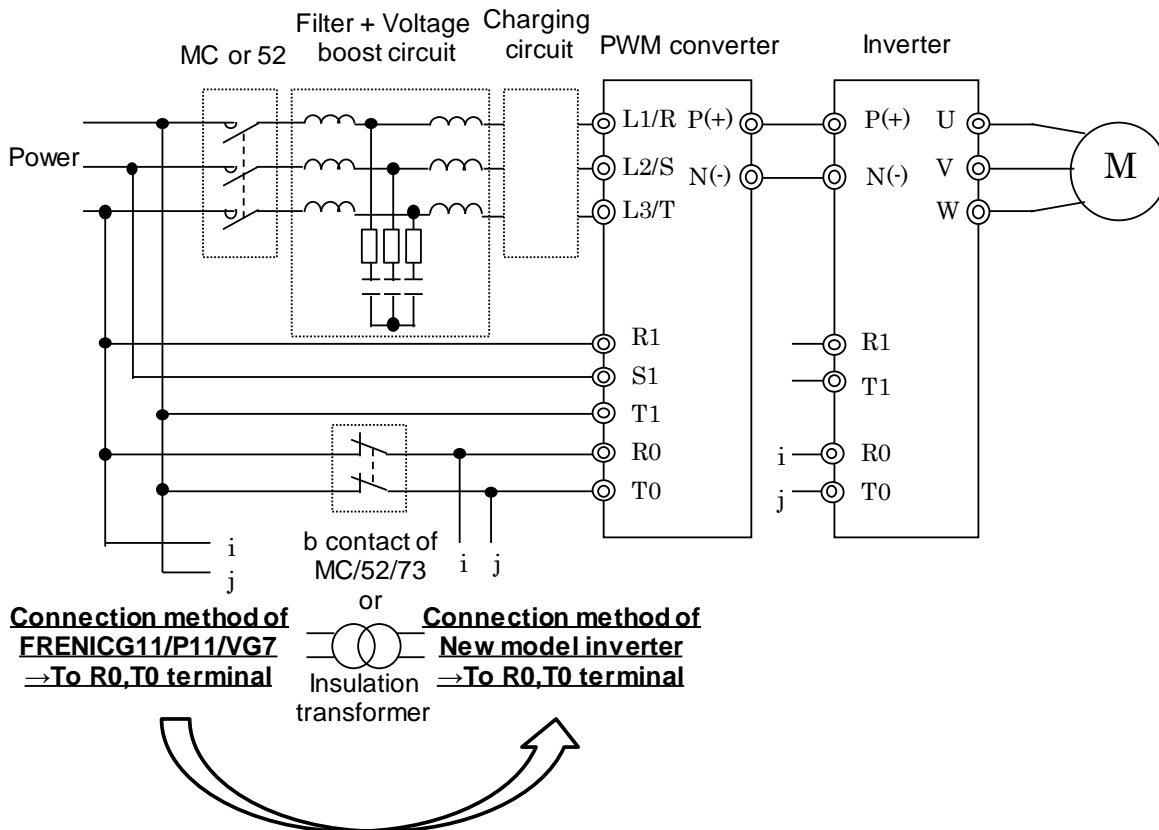 Filter + Voltage
boost circuit
Charging
circuit
MC or 52
PWM converter
Inverter
Power
L1/R
P(+)
L2/S
N(-)
L3/T
P(+)
U
N(-)
V
W
M
R1
S1
T1
R0
T0
R1
T1
i
R0
j
T0
i
j
b contact of
MC/52/73
or
i
j
Connection method of
FRENICG11/P11/VG7
→To R0,T0 terminal
Insulation
transformer
Connection method of
New model inverter
→To R0,T0 terminal